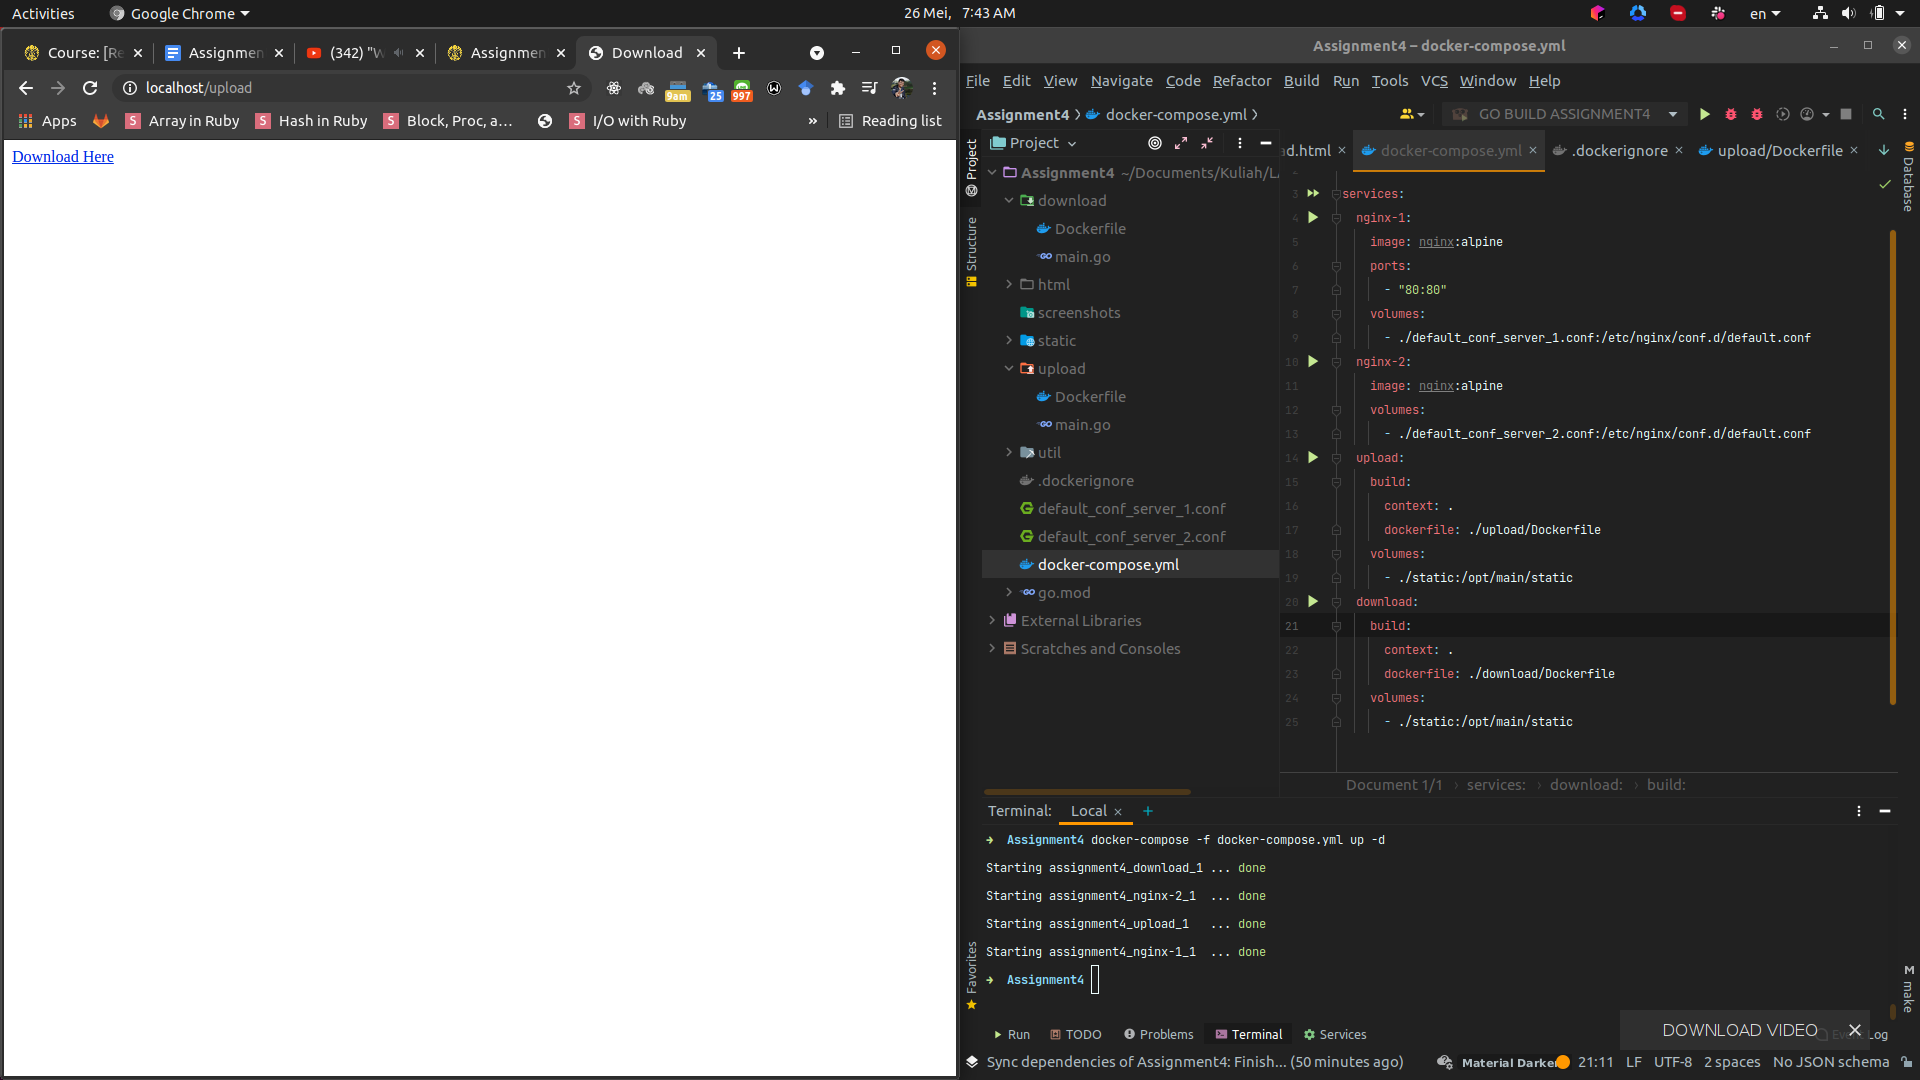 Activities
Google Chrome
26 Mei, 7:43 AM
en
Course: [Re
Assignmen
(342) "W
Assignmen
Download
localhost/upload
9am
25
997
Apps
Array in Ruby
Hash in Ruby
Block, Proc, a...
I/O with Ruby
»
Reading list
Download Here
Assignment4 – docker-compose.yml
File Edit View Navigate Code Refactor Build Run Tools VCS Window Help
Assignment4 docker-compose.yml
GO BUILD ASSIGNMENT4
Project
ad.html
docker-compose.yml
.dockerignore
upload/Dockerfile
Project
Structure
Favorites
Database
make
Assignment4 ~/Documents/Kuliah/LA
download
Dockerfile
main.go
html
screenshots
static
upload
Dockerfile
main.go
util
.dockerignore
default_conf_server_1.conf
default_conf_server_2.conf
docker-compose.yml
go.mod
External Libraries
Scratches and Consoles
2
3 services:
4 nginx-1:
5 image: nginx:alpine
6 ports:
7 - "80:80"
8 volumes:
9 - ./default_conf_server_1.conf:/etc/nginx/conf.d/default.conf
10 nginx-2:
11 image: nginx:alpine
12 volumes:
13 - ./default_conf_server_2.conf:/etc/nginx/conf.d/default.conf
14 upload:
15 build:
16 context: .
17 dockerfile: ./upload/Dockerfile
18 volumes:
19 - ./static:/opt/main/static
20 download:
21 build:
22 context: .
23 dockerfile: ./download/Dockerfile
24 volumes:
25 - ./static:/opt/main/static
Document 1/1 › services: › download: › build:
Terminal: Local × +
➜ Assignment4 docker-compose -f docker-compose.yml up -d
Starting assignment4_download_1 ... done
Starting assignment4_nginx-2_1 ... done
Starting assignment4_upload_1 ... done
Starting assignment4_nginx-1_1 ... done
➜ Assignment4
Run
TODO
Problems
Terminal
Services
DOWNLOAD VIDEO
Log
Sync dependencies of Assignment4: Finish... (50 minutes ago)
Material Darker
21:11 LF UTF-8 2 spaces No JSON schema